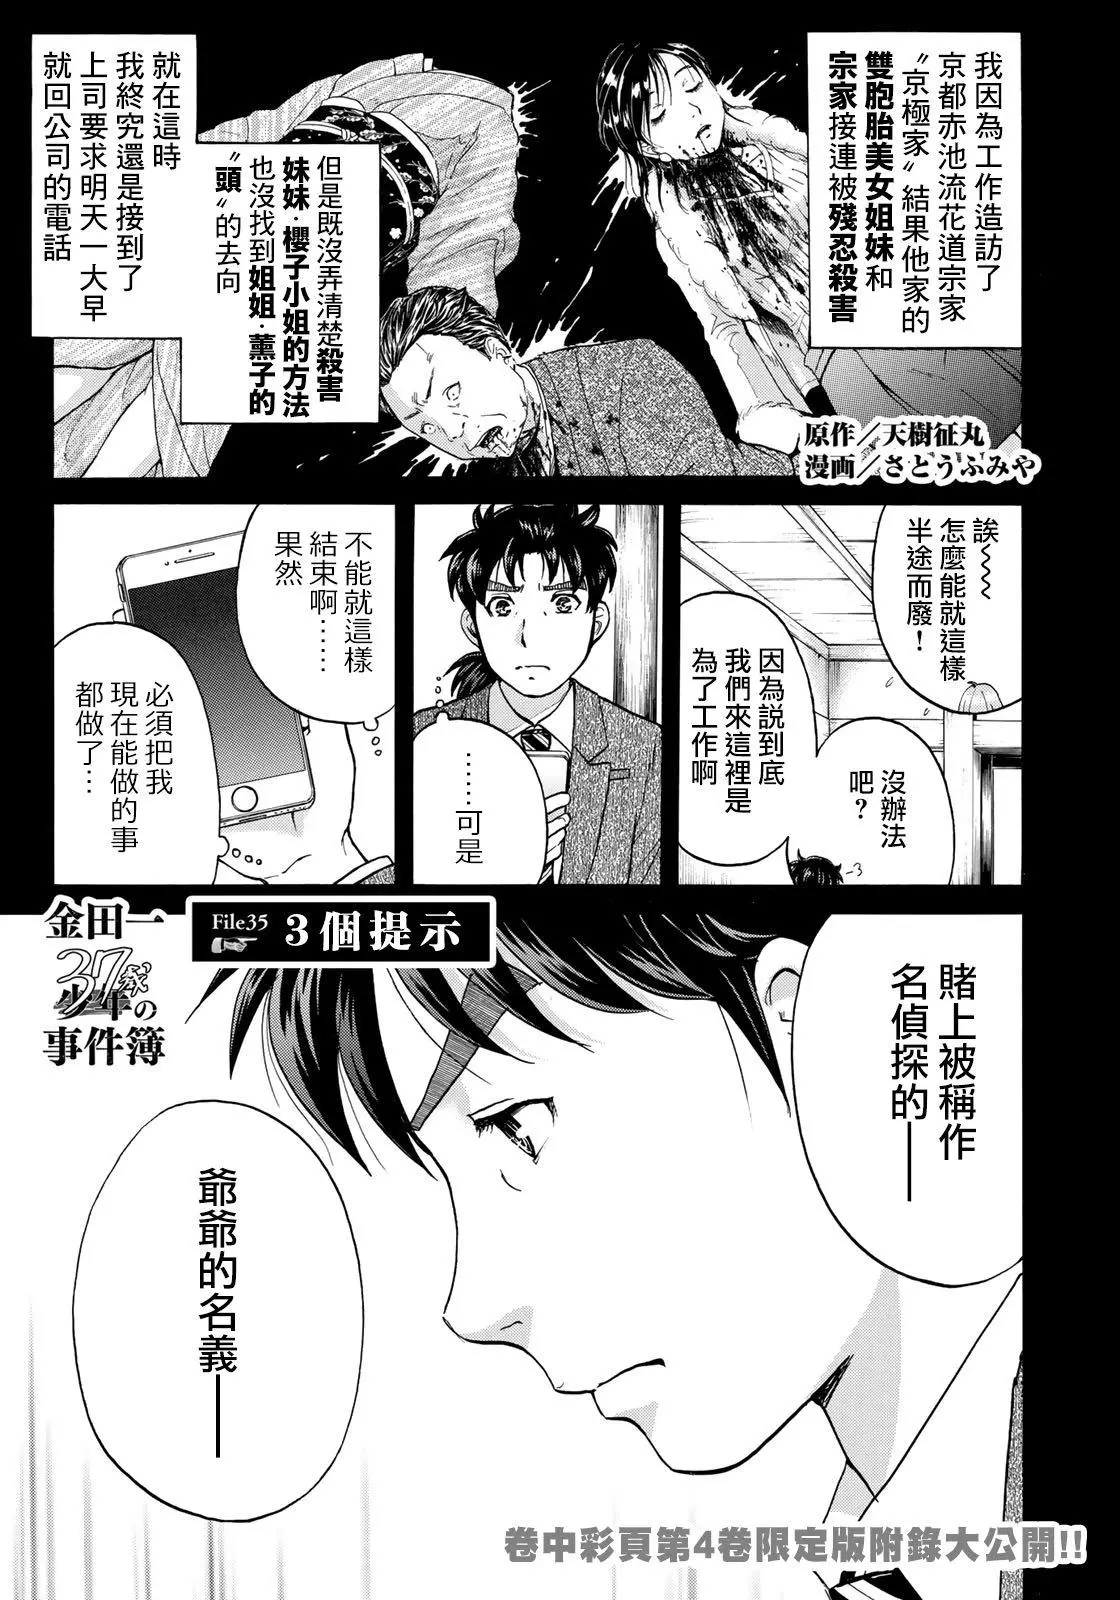 我因為工作造訪了
京都赤池流花道宗家
〝京極家〞結果他家的
雙胞胎美女姐妹和
宗家接連被殘忍殺害
但是既沒弄清楚殺害
妹妹·櫻子小姐的方法
也沒找到姐姐·薰子的
〝頭〞的去向
就在這時
我終究還是接到了
上司要求明天一大早
就回公司的電話
原作／天樹征丸
漫画／さとうふみや
誒～～
怎麼能就這樣
半途而廢！
沒辦法
吧？
因為說到底
我們來這裡是
為了工作啊
……可是
不能就這樣
結束啊……
果然
必須把我
現在能做的事
都做了…
金田一
37歲
少年の
事件簿
File35
3個提示
賭上被稱作
名偵探的——
爺爺的名義——
卷中彩頁第4卷限定版附錄大公開!!